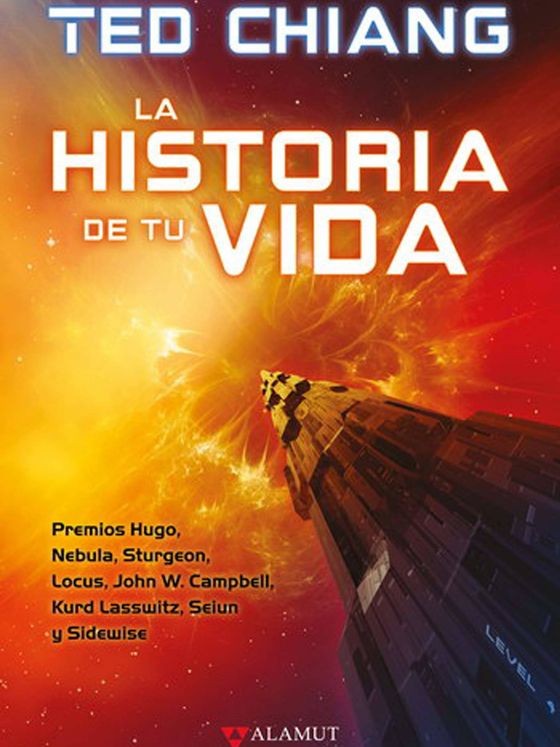 TED CHIANG
LA
HISTORIA
DE TU VIDA
Premios Hugo,
Nebula, Sturgeon,
Locus, John W. Campbell,
Kurd Lasswitz, Seiun
y Sidewise
LEVEL
ALAMUT